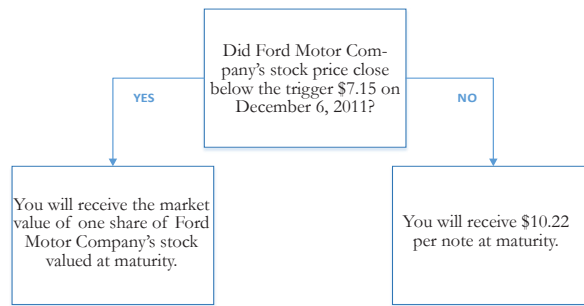 Did Ford Motor Com-
pany's stock price close
below the trigger $7.15 on
December 6, 2011?
YES
NO
You will receive the market
value of one share of Ford
Motor Company's stock
valued at maturity.
You will receive $10.22
per note at maturity.